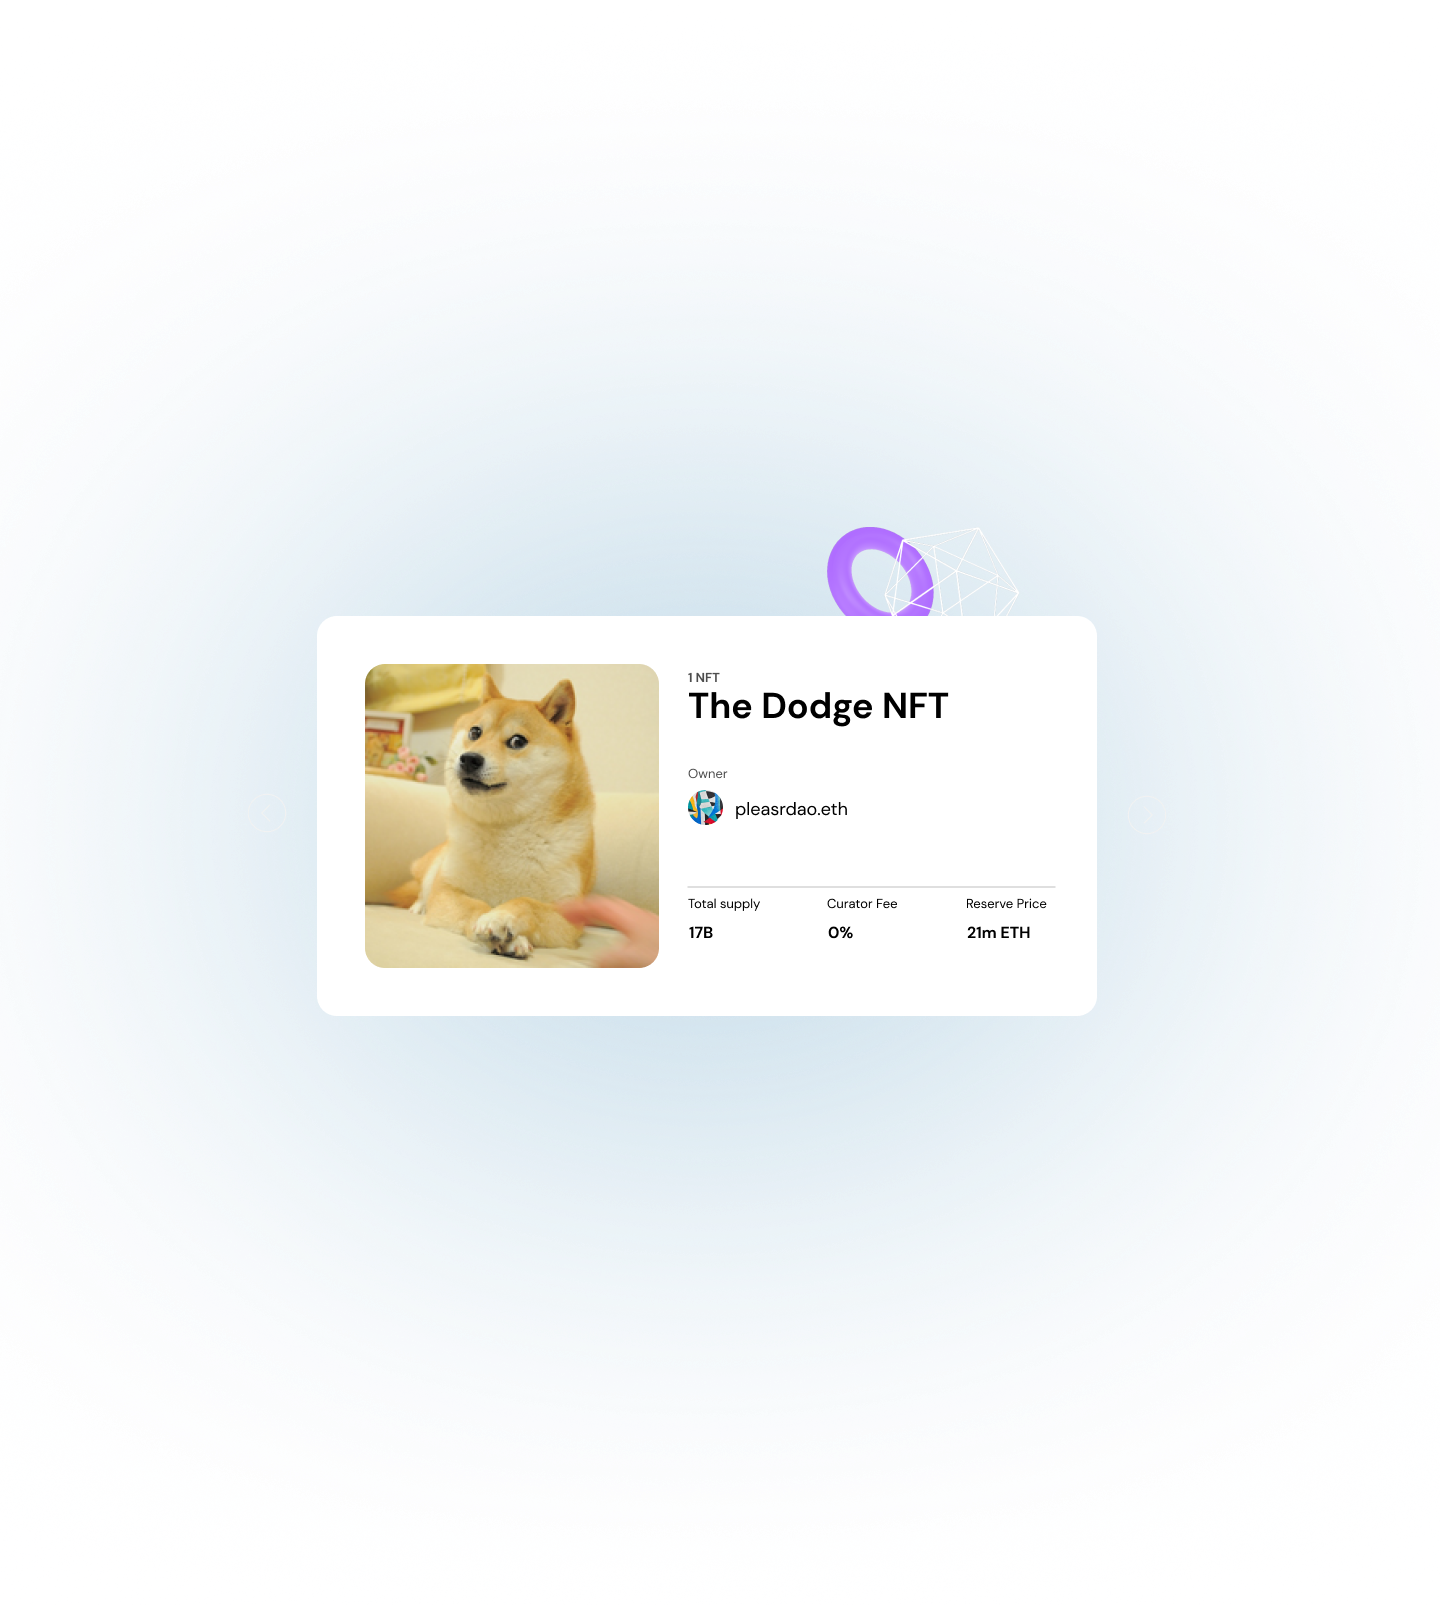 1 NFT
The Dodge NFT
Owner
pleasrdao.eth
Total supply
Curator Fee
Reserve Price
17B
0%
21m ETH